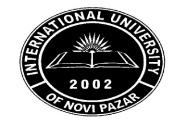 INTERNATIONAL UNIVERSITY
2002
OF NOVI PAZAR